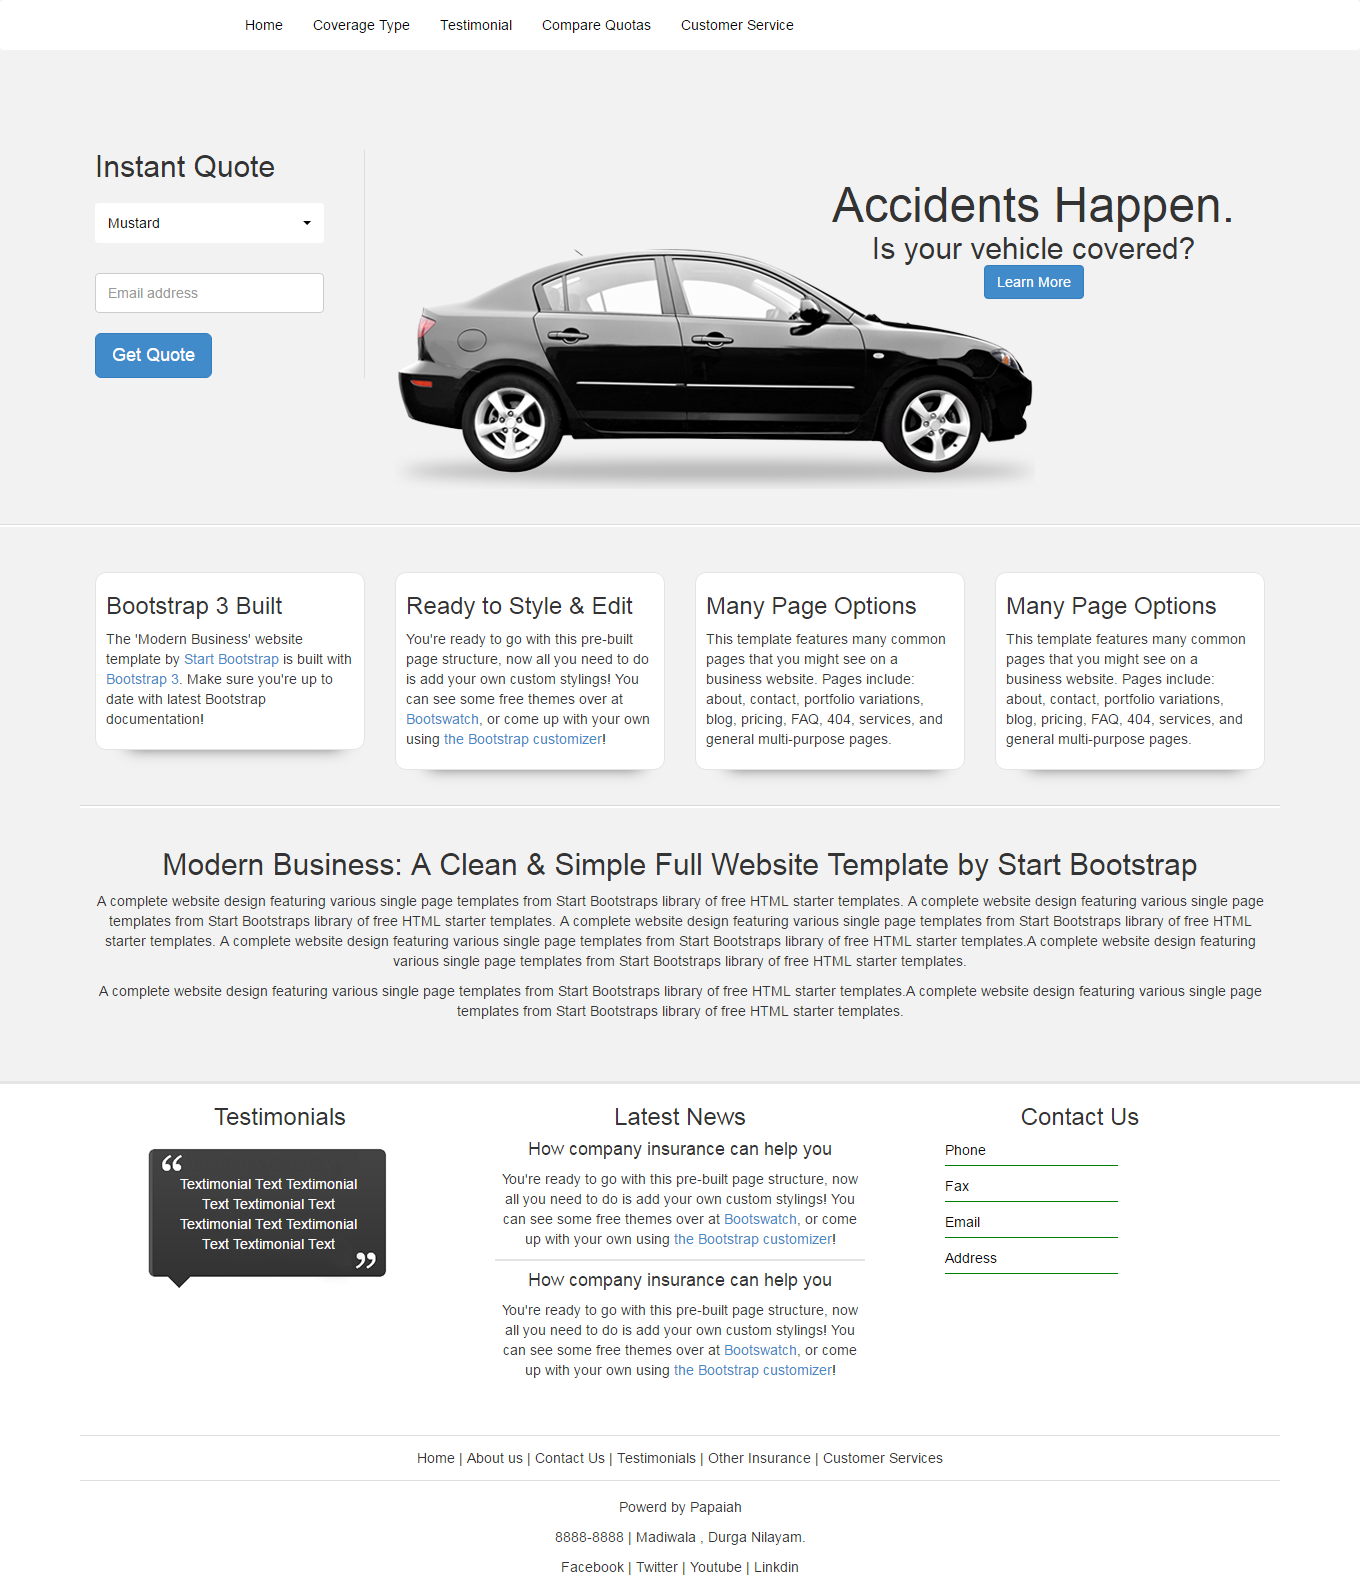 Home Coverage Type Testimonial Compare Quotas Customer Service
Instant Quote
Mustard
Email address
Get Quote
Accidents Happen.
Is your vehicle covered?
Learn More
Bootstrap 3 Built
The 'Modern Business' website
template by Start Bootstrap is built with
Bootstrap 3. Make sure you're up to
date with latest Bootstrap
documentation!
Ready to Style & Edit
You're ready to go with this pre-built
page structure, now all you need to do
is add your own custom stylings! You
can see some free themes over at
Bootswatch, or come up with your own
using the Bootstrap customizer!
Many Page Options
This template features many common
pages that you might see on a
business website. Pages include:
about, contact, portfolio variations,
blog, pricing, FAQ, 404, services, and
general multi-purpose pages.
Many Page Options
This template features many common
pages that you might see on a
business website. Pages include:
about, contact, portfolio variations,
blog, pricing, FAQ, 404, services, and
general multi-purpose pages.
Modern Business: A Clean & Simple Full Website Template by Start Bootstrap
A complete website design featuring various single page templates from Start Bootstraps library of free HTML starter templates. A complete website design featuring various single page
templates from Start Bootstraps library of free HTML starter templates. A complete website design featuring various single page templates from Start Bootstraps library of free HTML
starter templates. A complete website design featuring various single page templates from Start Bootstraps library of free HTML starter templates.A complete website design featuring
various single page templates from Start Bootstraps library of free HTML starter templates.
A complete website design featuring various single page templates from Start Bootstraps library of free HTML starter templates.A complete website design featuring various single page
templates from Start Bootstraps library of free HTML starter templates.
Testimonials
“
Textimonial Text Textimonial
Text Textimonial Text
Textimonial Text Textimonial
Text Textimonial Text
”
Latest News
How company insurance can help you
You're ready to go with this pre-built page structure, now
all you need to do is add your own custom stylings! You
can see some free themes over at Bootswatch, or come
up with your own using the Bootstrap customizer!
How company insurance can help you
You're ready to go with this pre-built page structure, now
all you need to do is add your own custom stylings! You
can see some free themes over at Bootswatch, or come
up with your own using the Bootstrap customizer!
Contact Us
Phone
Fax
Email
Address
Home | About us | Contact Us | Testimonials | Other Insurance | Customer Services
Powerd by Papaiah
8888-8888 | Madiwala , Durga Nilayam.
Facebook | Twitter | Youtube | Linkdin